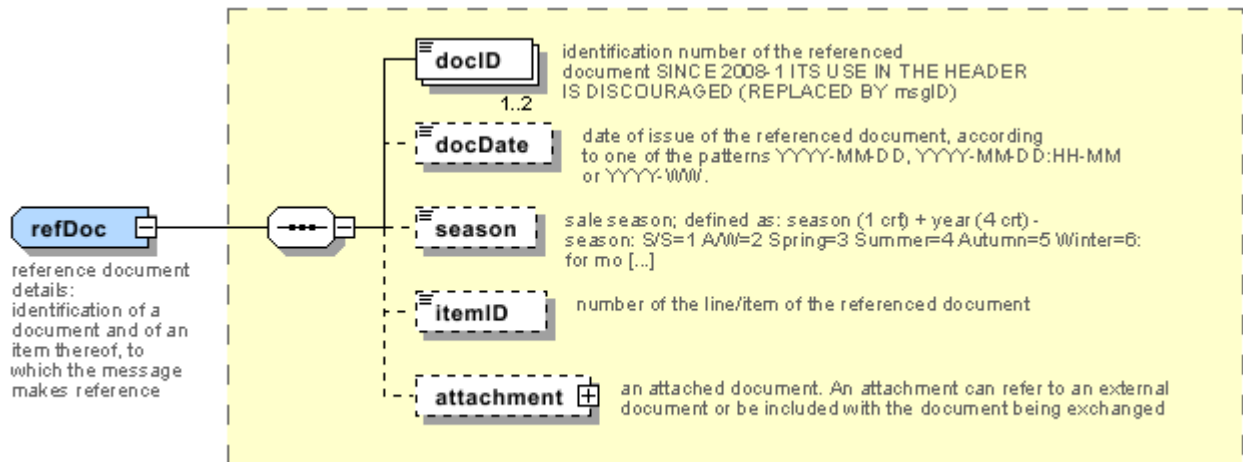 refDoc
reference document
details:
identification of a
document and of an
item thereof, to
which the message
makes reference
docID
1..2
identification number of the referenced
document SINCE 2008-1 ITS USE IN THE HEADER
IS DISCOURAGED (REPLACED BY msgID)
docDate
date of issue of the referenced document, according
to one of the patterns YYYY-MM-DD, YYYY-MM-DD:HH-MM
or YYYY-WW.
season
sale season; defined as: season (1 crt) + year (4 crt) -
season: S/S=1 A/W=2 Spring=3 Summer=4 Autumn=5 Winter=6:
for mo [...]
itemID
number of the line/item of the referenced document
attachment
an attached document. An attachment can refer to an external
document or be included with the document being exchanged